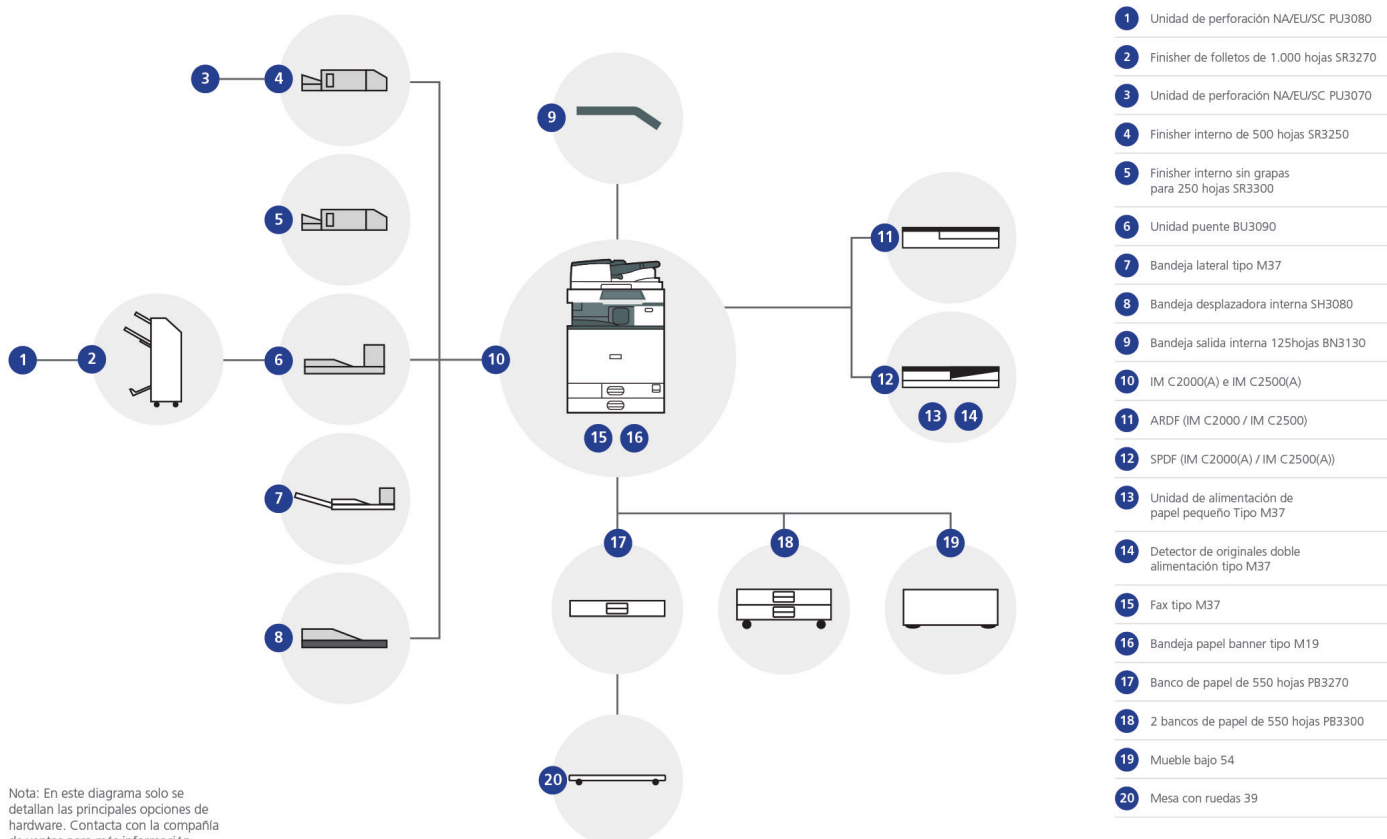 3
4
9
5
11
1
2
6
10
12
13
14
15
16
7
17
18
19
8
20
Nota: En este diagrama solo se
detallan las principales opciones de
hardware. Contacta con la compañía
de ventas para más información
1 Unidad de perforación NA/EU/SC PU3080
2 Finisher de folletos de 1.000 hojas SR3270
3 Unidad de perforación NA/EU/SC PU3070
4 Finisher interno de 500 hojas SR3250
5 Finisher interno sin grapas
para 250 hojas SR3300
6 Unidad puente BU3090
7 Bandeja lateral tipo M37
8 Bandeja desplazadora interna SH3080
9 Bandeja salida interna 125hojas BN3130
10 IM C2000(A) e IM C2500(A)
11 ARDF (IM C2000 / IM C2500)
12 SPDF (IM C2000(A) / IM C2500(A))
13 Unidad de alimentación de
papel pequeño Tipo M37
14 Detector de originales doble
alimentación tipo M37
15 Fax tipo M37
16 Bandeja papel banner tipo M19
17 Banco de papel de 550 hojas PB3270
18 2 bancos de papel de 550 hojas PB3300
19 Mueble bajo 54
20 Mesa con ruedas 39